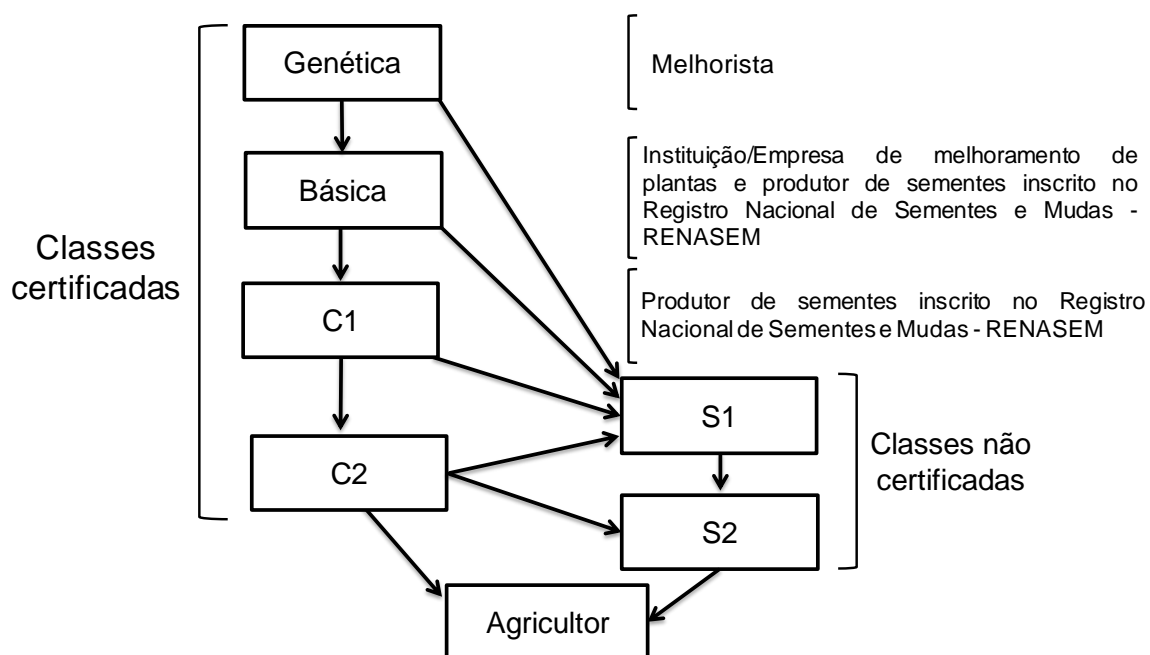 Genética
Melhorista
Básica
Instituição/Empresa de melhoramento de
plantas e produtor de sementes inscrito no
Registro Nacional de Sementes e Mudas -
RENASEM
Classes
certificadas
C1
Produtor de sementes inscrito no Registro
Nacional de Sementes e Mudas - RENASEM
S1
C2
Classes não
certificadas
S2
Agricultor